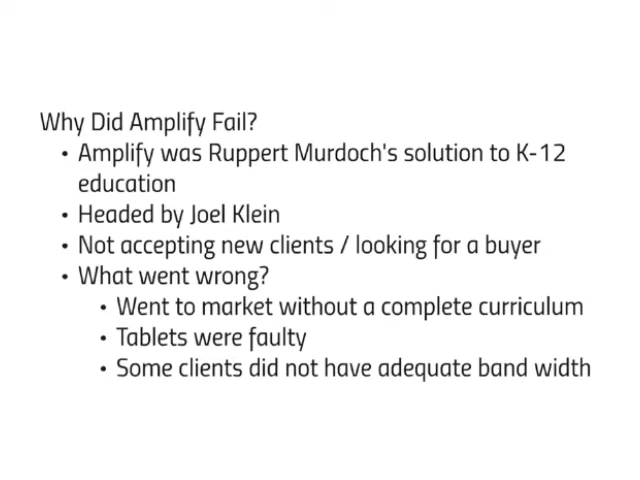 Why Did Amplify Fail?
• Amplify was Ruppert Murdoch's solution to K-12
education
• Headed by Joel Klein
• Not accepting new clients / looking for a buyer
• What went wrong?
• Went to market without a complete curriculum
• Tablets were faulty
• Some clients did not have adequate band width